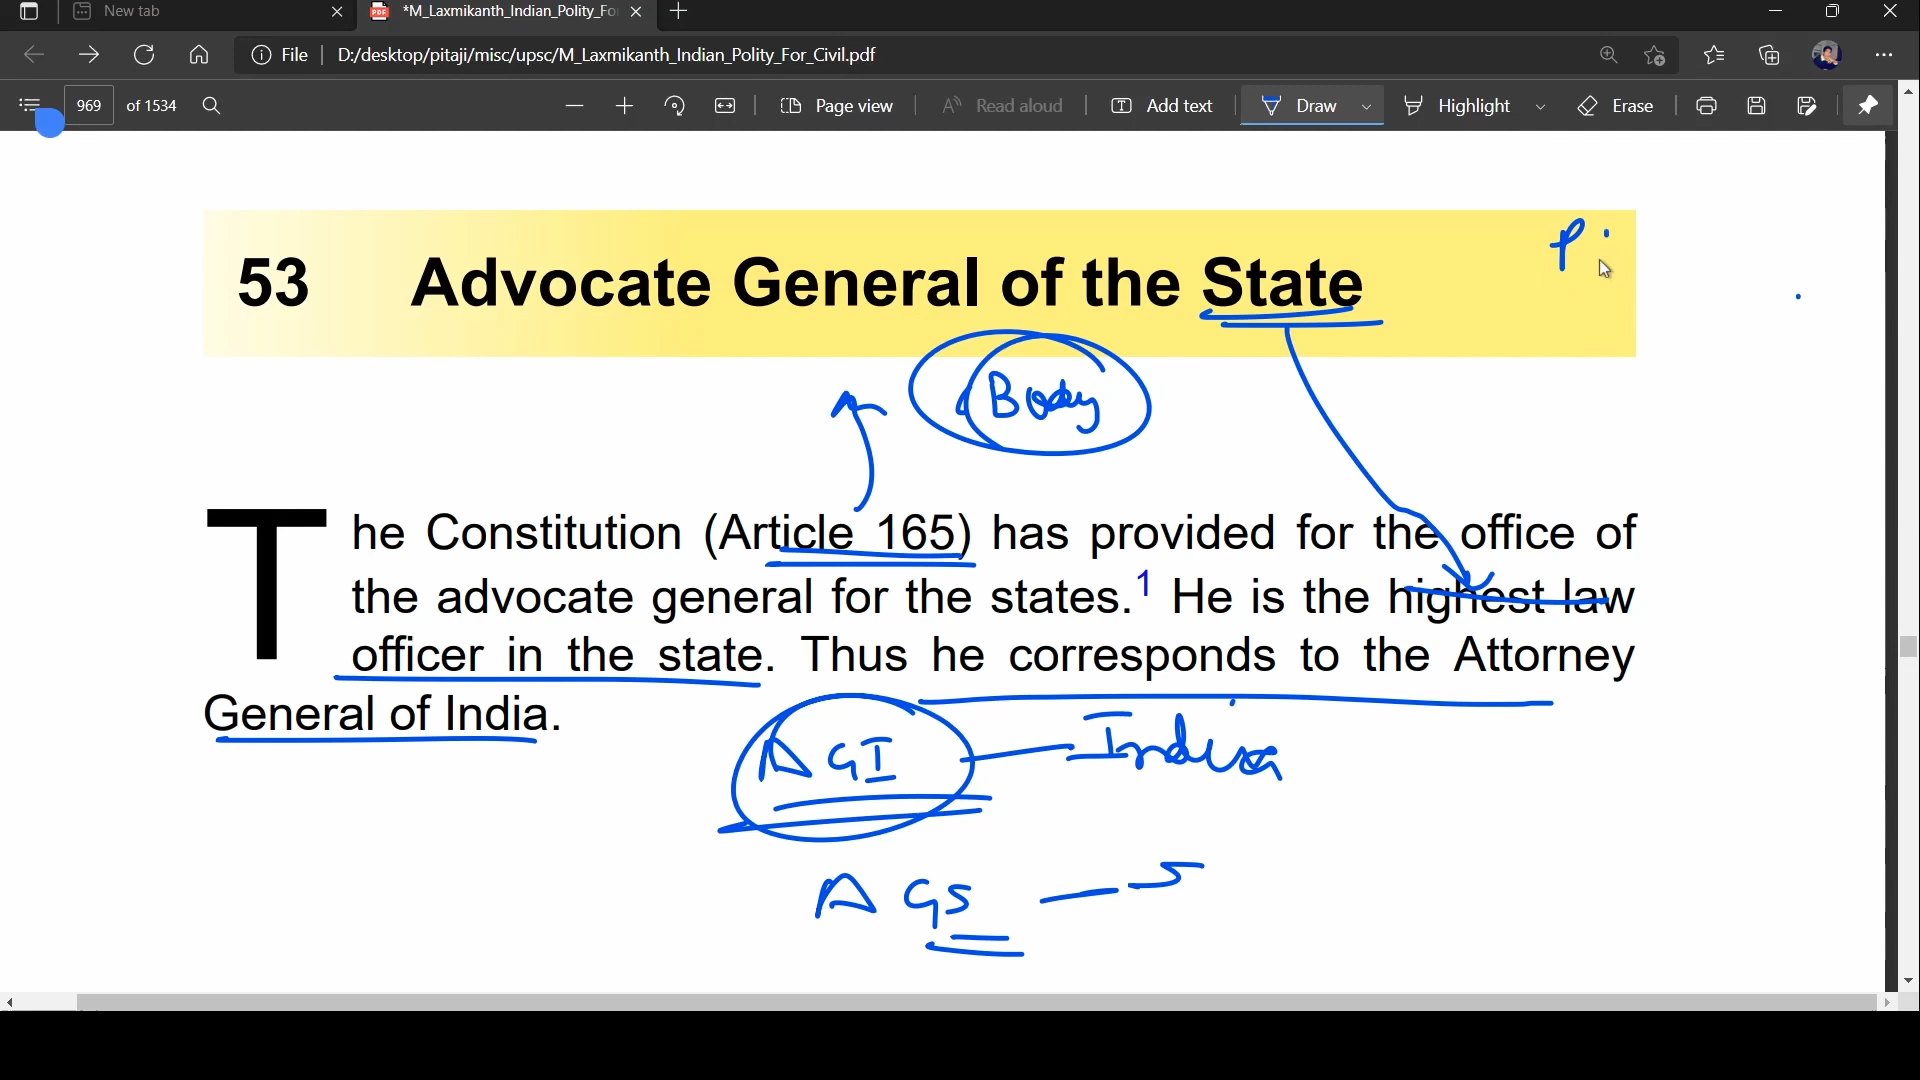 New tab
*M_Laxmikanth_Indian_Polity_Fo
File D:/desktop/pitaji/misc/upsc/M_Laxmikanth_Indian_Polity_For_Civil.pdf
969 of 1534 Page view Read aloud Add text Draw Highlight Erase
53 Advocate General of the State
Body
The Constitution (Article 165) has provided for the office of
the advocate general for the states.1 He is the highest law
officer in the state. Thus he corresponds to the Attorney
General of India.
AGI — India
AGS — S